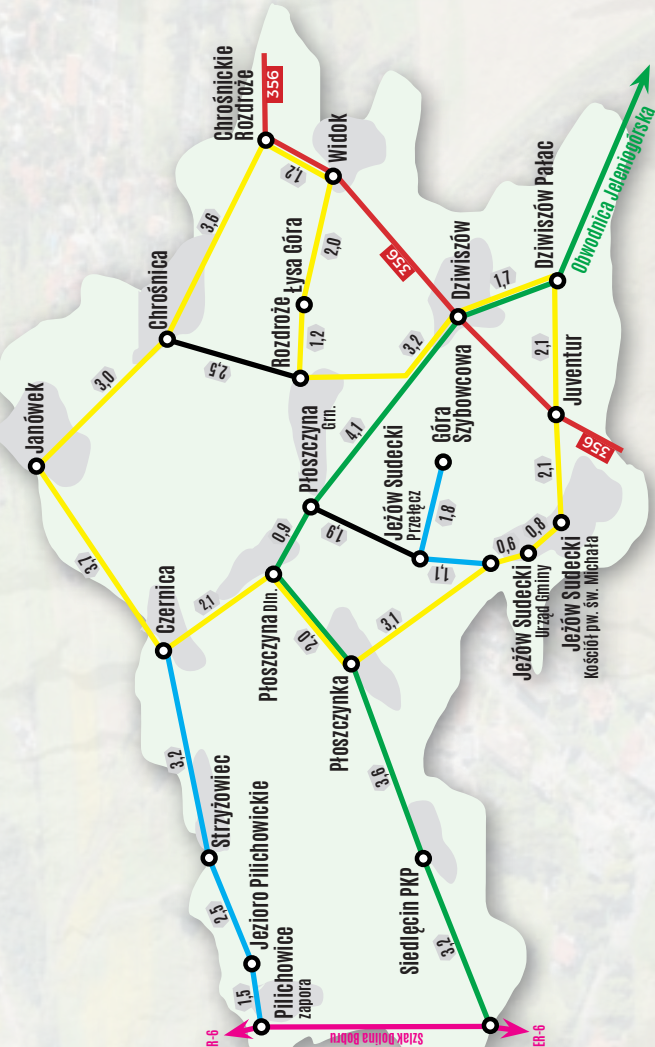 Chrośnickie
Rozdroże
356
1,2
Widok
3,6
Chrośnica
2,0
Łysa Góra
1,2
Rozdroże
2,5
3,0
Janówek
3,7
Czernica
356
Dziwiszów
1,7
Dziwiszów Pałac
Obwodnica Jeleniogórska
3,2
4,1
Płoszczyna
Grn.
0,9
2,1
Płoszczyna Dln.
2,0
Płoszczynka
1,9
Jeżów Sudecki
Przełęcz
Góra
Szybowcowa
1,8
1,1
2,1
Juventur
356
2,1
0,8
0,6
Jeżów Sudecki
Urząd Gminy
Jeżów Sudecki
Kościół pw. św. Michała
3,1
3,2
Strzyżowiec
2,5
Jezioro Pilichowickie
1,5
Pilichowice
zapora
3,6
Siedlęcin PKP
3,2
R-6
Szlak Dolina Bobru
ER-6